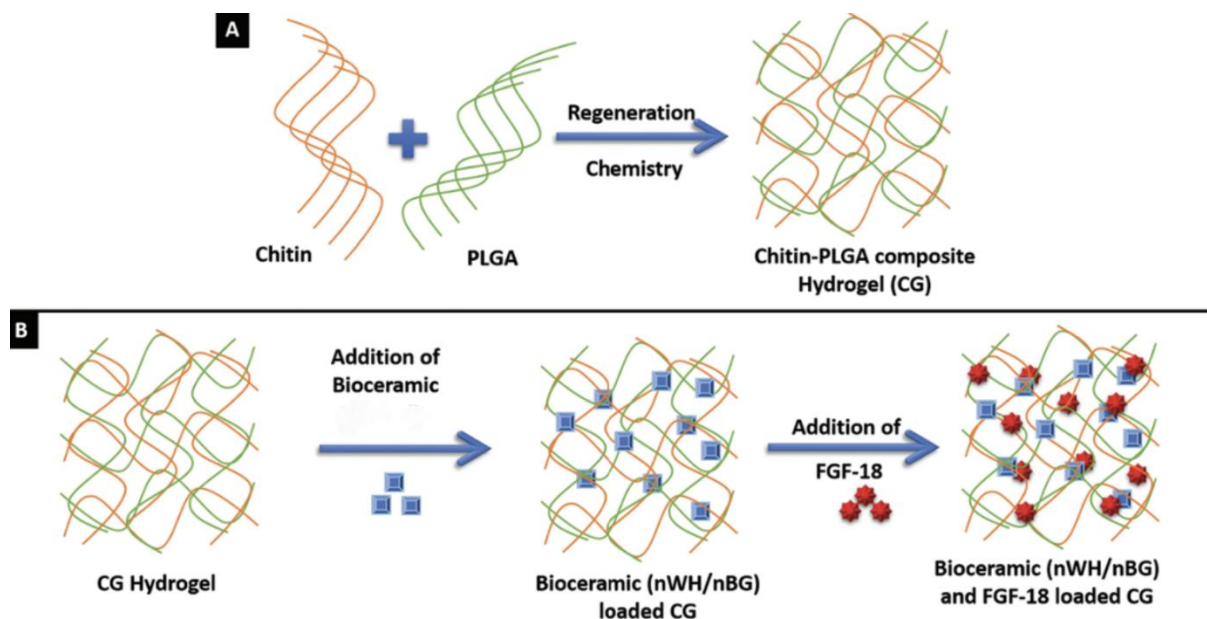 A
Regeneration
Chemistry
Chitin
PLGA
Chitin-PLGA composite
Hydrogel (CG)
B
Addition of
Bioceramic
Addition of
FGF-18
CG Hydrogel
Bioceramic (nWH/nBG)
loaded CG
Bioceramic (nWH/nBG)
and FGF-18 loaded CG